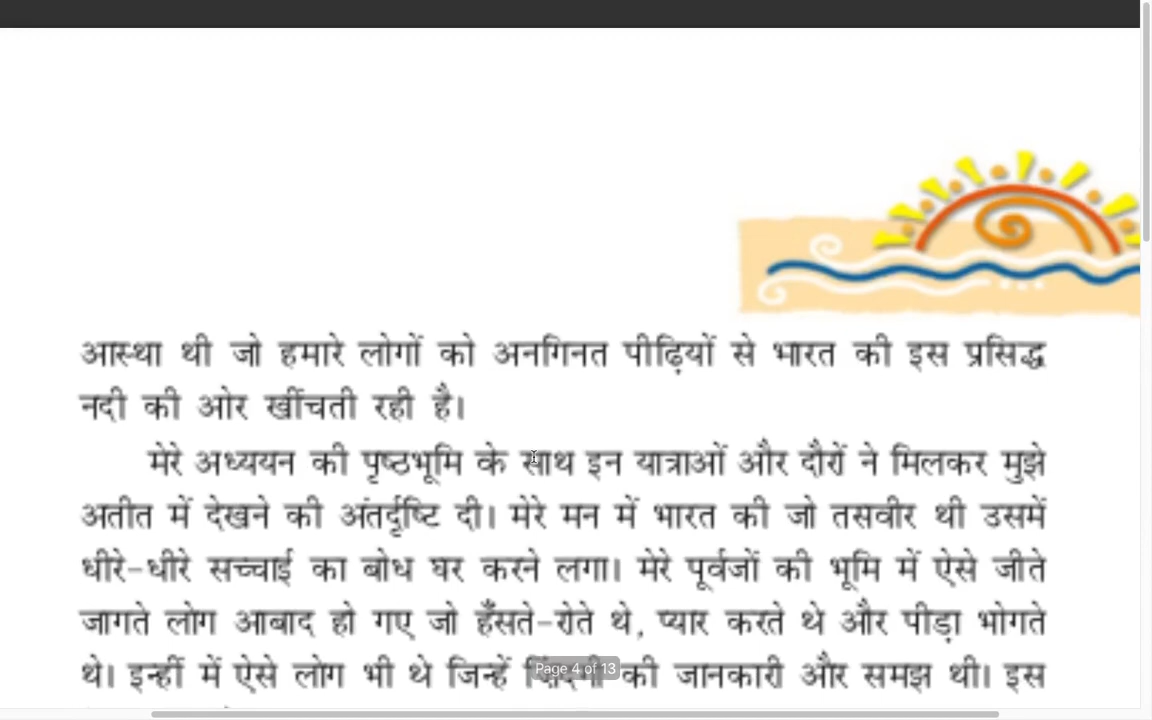 आस्था थी जो हमारे लोगों को अनगिनत पीढ़ियों से भारत की इस प्रसिद्ध
नदी की ओर खींचती रही है।
मेरे अध्ययन की पृष्ठभूमि के साथ इन यात्राओं और दौरों ने मिलकर मुझे
अतीत में देखने की अंतर्दृष्टि दी। मेरे मन में भारत की जो तसवीर थी उसमें
धीरे-धीरे सच्चाई का बोध घर करने लगा। मेरे पूर्वजों की भूमि में ऐसे जीते
जागते लोग आबाद हो गए जो हँसते-रोते थे, प्यार करते थे और पीड़ा भोगते
थे। इन्हीं में ऐसे लोग भी थे जिन्हें की जानकारी और समझ थी। इस
Page 4 of 13